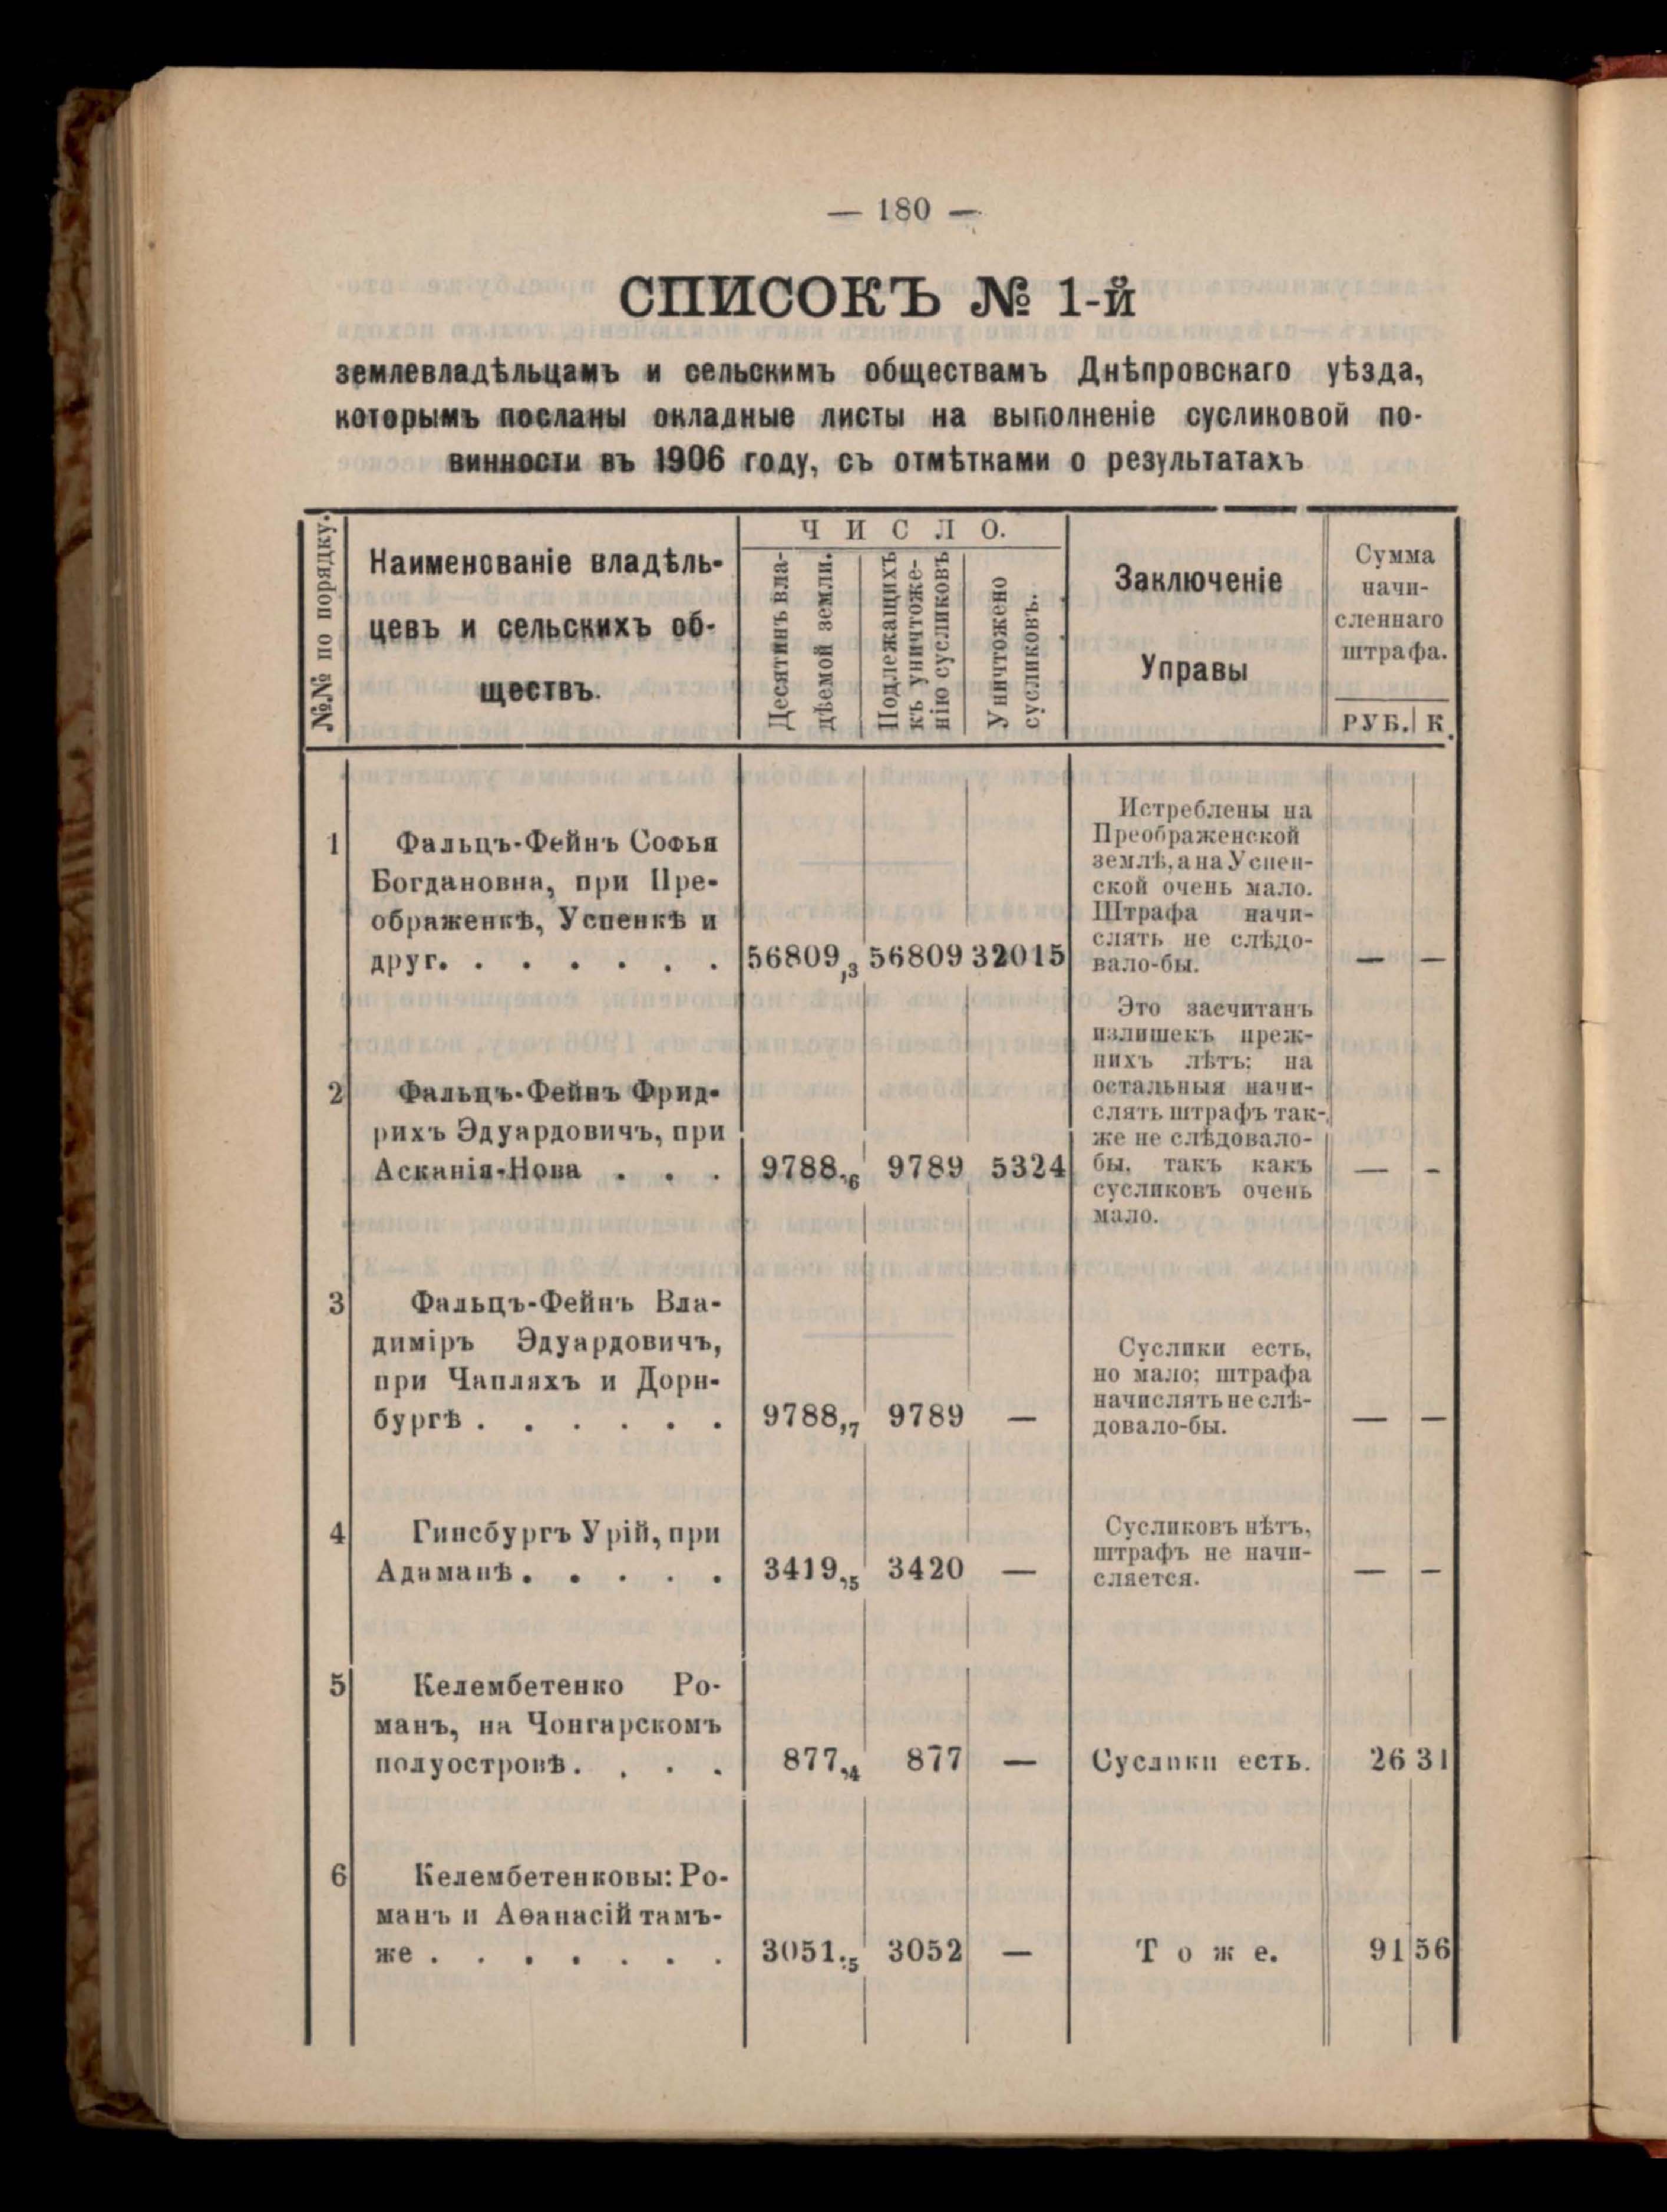 — 180 —
СПИСОКЪ № 1-й
землевладѣльцамъ и сельскимъ обществамъ Днѣпровскаго уѣзда,
которымъ посланы окладные листы на выполненіе сусликовой по-
винности въ 1906 году, съ отмѣтками о результатахъ
№.№ по порядку.
Наименованіе владѣль-
цевъ и сельскихъ об-
ществъ.
ЧИСЛО.
Десятинъ вла-
дѣемой земли.
Подлежащихъ
къ уничтоже-
нію сусликовъ
Уничтожено
сусликовъ.
Заключеніе
Управы
Сумма
начи-
сленнаго
штрафа.
РУБ. К.
1
Фальцъ-Фейнъ Софья
Богдановна, при Пре-
ображенкѣ, Успенкѣ и
друг. . . . . . . 56809,3 56809 32015
Истреблены на
Преображенской
землѣ, а на Успен-
ской очень мало.
Штрафа начи-
слять не слѣдо-
вало-бы. — —
2
Фальцъ-Фейнъ Фрид-
рихъ Эдуардовичъ, при
Асканія-Нова . . . 9788,6 9789 5324
Это засчитанъ
излишекъ преж-
нихъ лѣтъ; на
остальныя начи-
слять штрафъ так-
же не слѣдовало-
бы, такъ какъ — -
сусликовъ очень
мало.
3
Фальцъ-Фейнъ Вла-
диміръ Эдуардовичъ,
при Чапляхъ и Дорн-
бургѣ . . . . . . 9788,7 9789 —
Суслики есть,
но мало; штрафа
начислять не слѣ-
довало-бы. — —
4
Гинсбургъ Урій, при
Адаманѣ . . . . . 3419,5 3420 —
Сусликовъ нѣтъ,
штрафъ не начи-
сляется. — —
5
Келембетенко Ро-
манъ, на Чонгарскомъ
полуостровѣ. . . . 877,4 877 — Суслики есть. 26 31
6
Келембетенковы: Ро-
манъ и Аѳанасій тамъ-
же . . . . . . . 3051,5 3052 — Тоже. 91 56